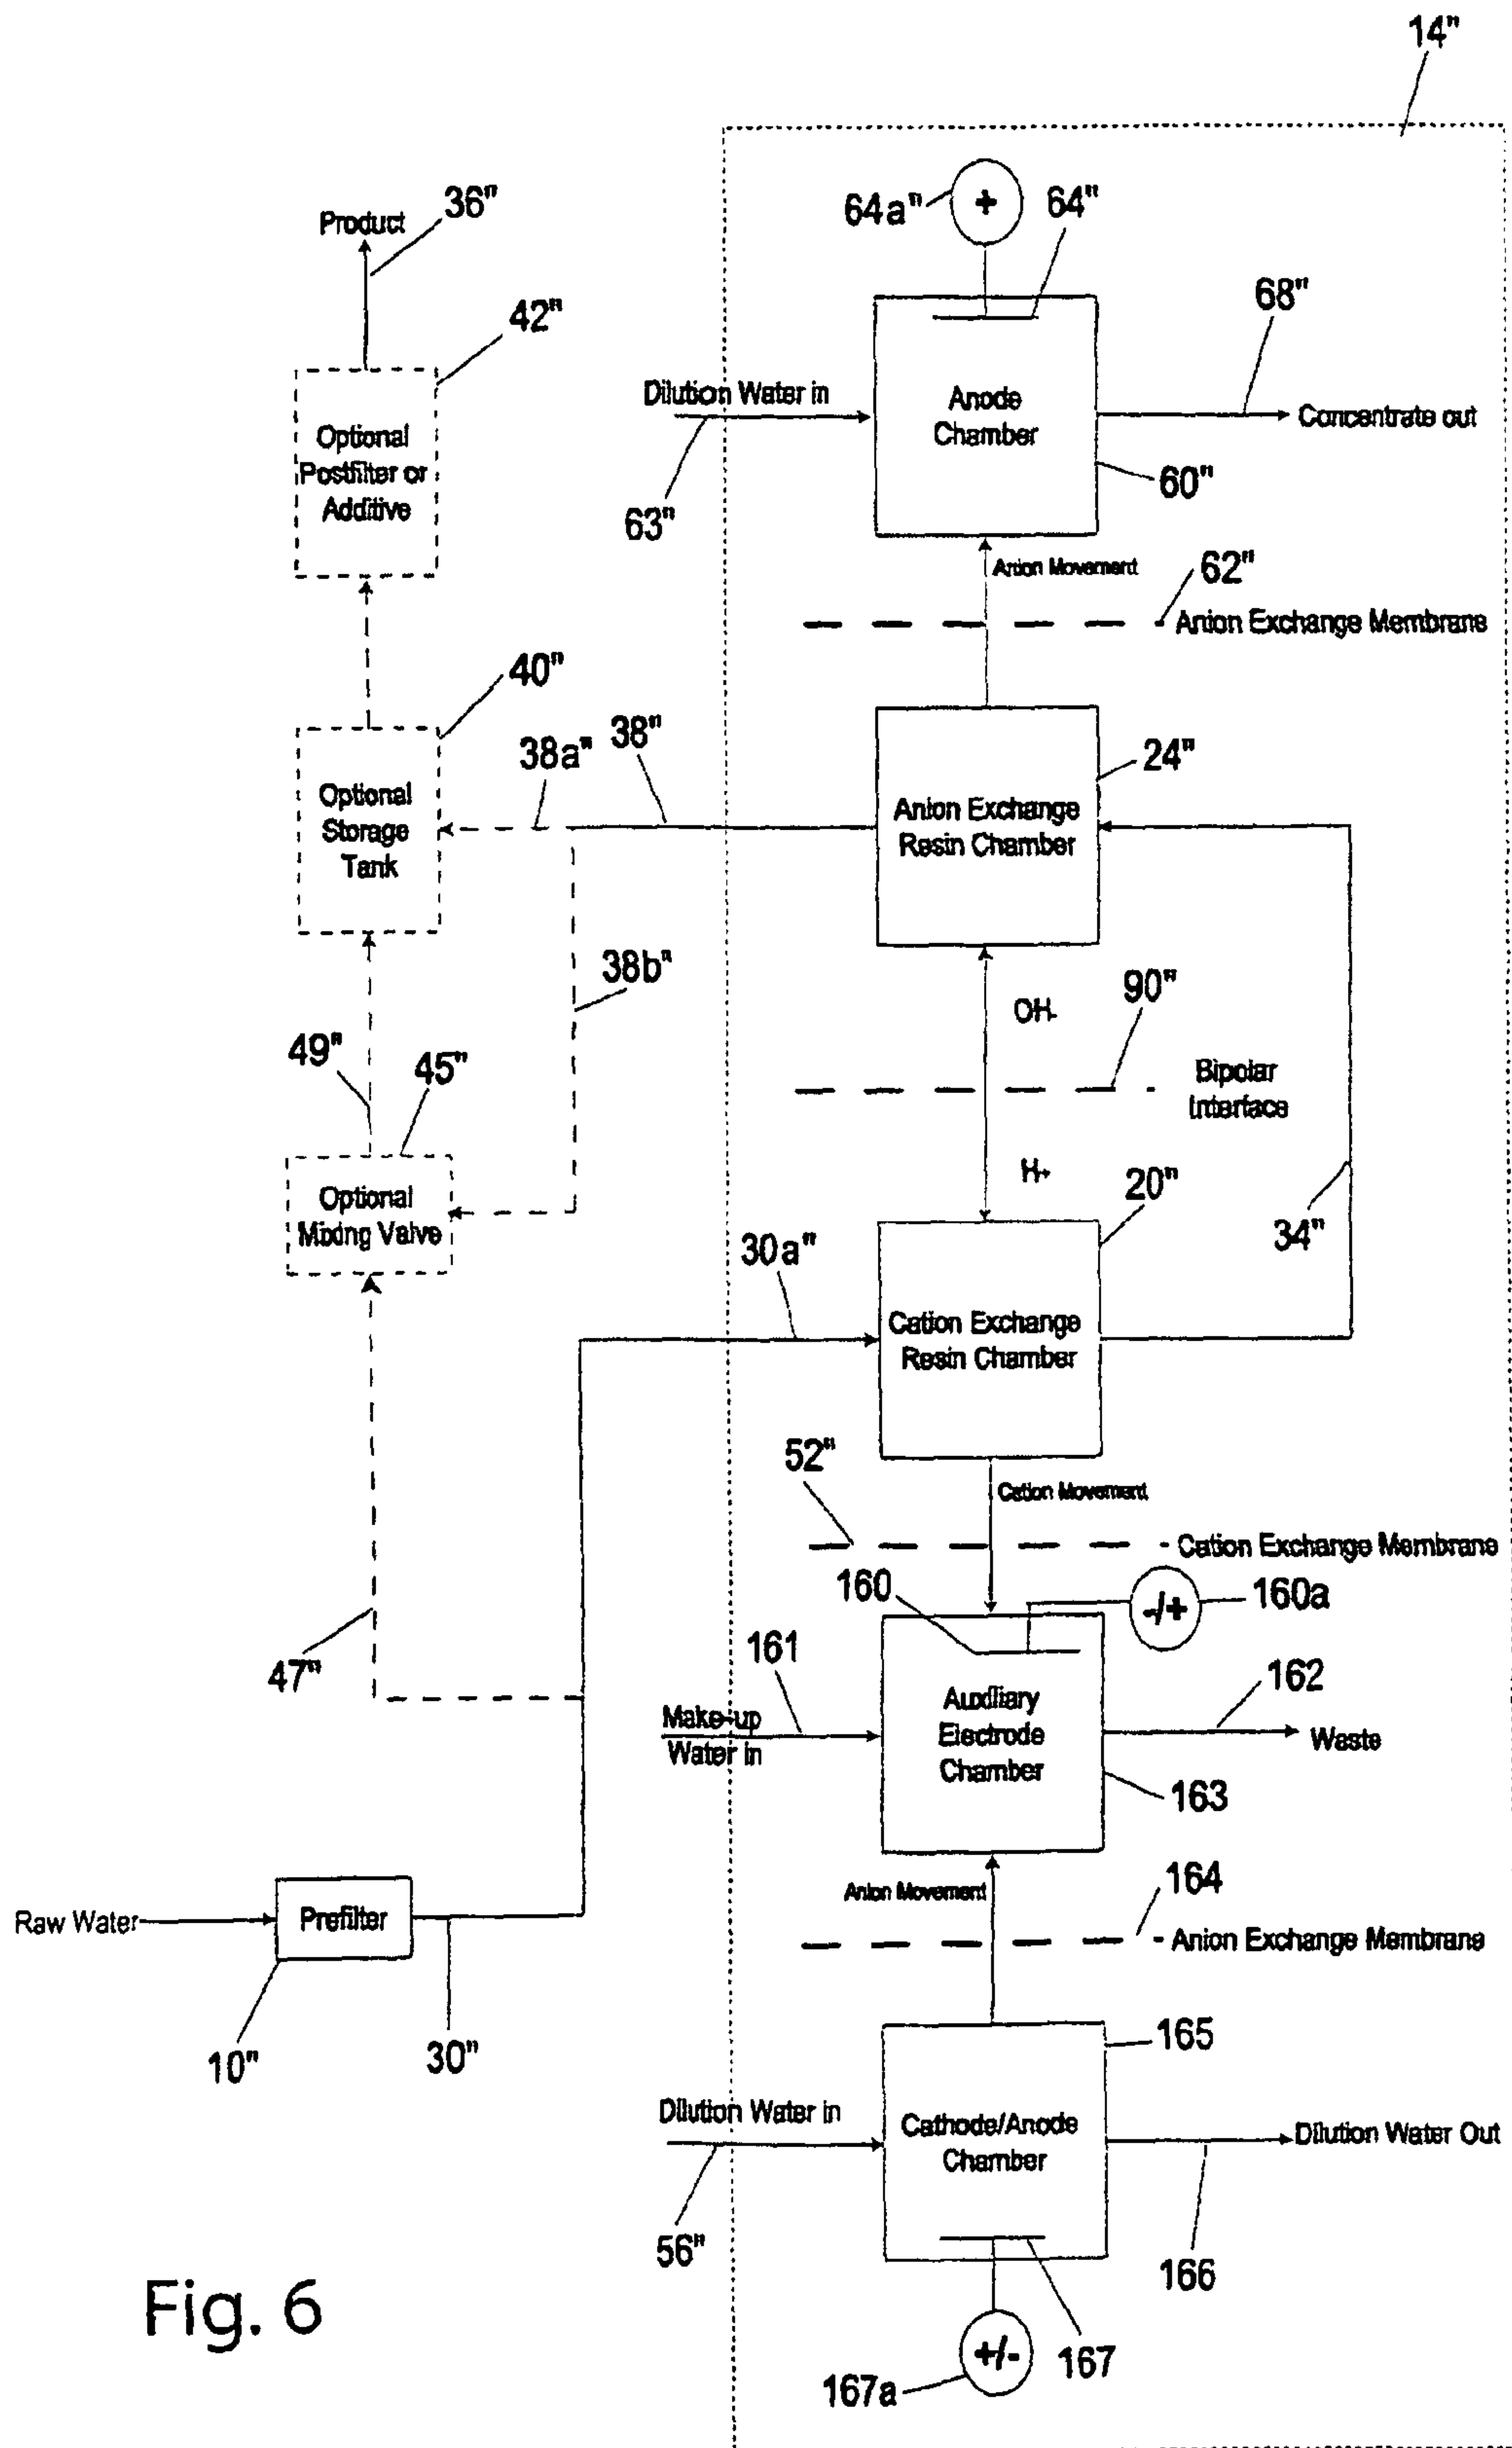 14"
64a"
+
64"
Product
36"
42"
68"
Dilution Water in
Anode
Chamber
Concentrate out
Optional
Postfilter or
Additive
63"
60"
Anion Movement
62"
Anion Exchange Membrane
40"
38a"
38"
24"
Optional
Storage
Tank
Anion Exchange
Resin Chamber
38b"
90"
OH-
49"
45"
Bipolar
Interface
H+
20"
Optional
Mixing Valve
30a"
34"
Cation Exchange
Resin Chamber
52"
Cation Movement
Cation Exchange Membrane
160
-/+
160a
47"
161
162
Make-up
Water in
Auxiliary
Electrode
Chamber
Waste
163
Anion Movement
164
Raw Water
Prefilter
Anion Exchange Membrane
10"
30"
165
Dilution Water in
Cathode/Anode
Chamber
Dilution Water Out
56"
166
Fig. 6
+/-
167
167a